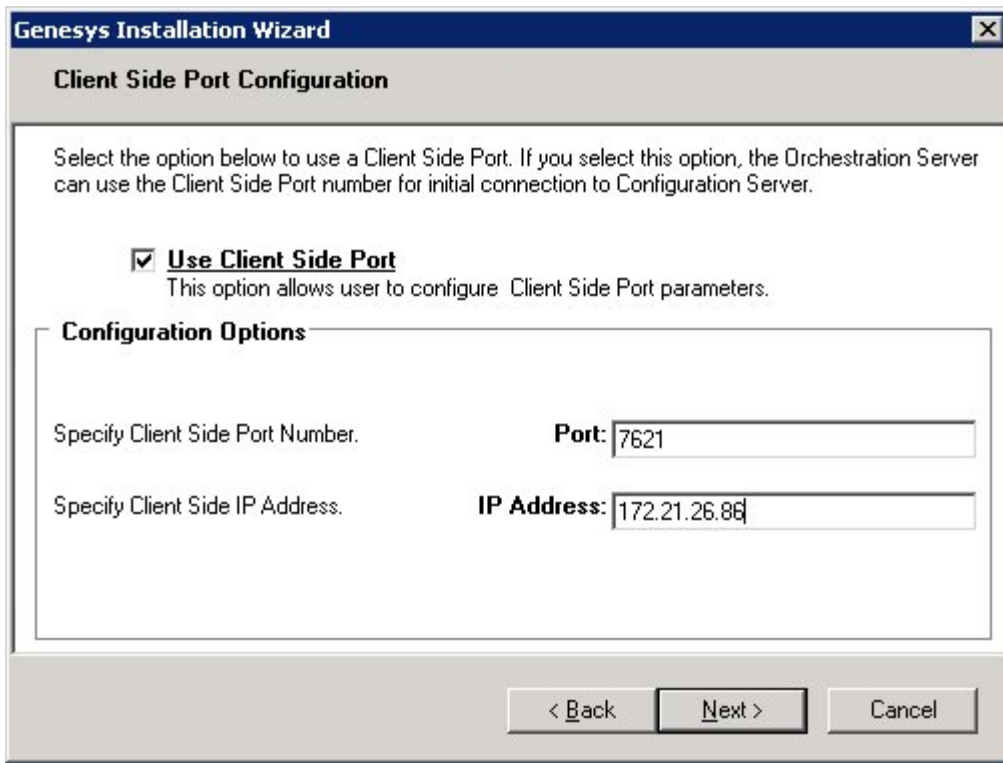 Genesys Installation Wizard
Client Side Port Configuration
Select the option below to use a Client Side Port. If you select this option, the Orchestration Server
can use the Client Side Port number for initial connection to Configuration Server.
Use Client Side Port
This option allows user to configure  Client Side Port parameters.
Configuration Options
Specify Client Side Port Number. Port: 7621
Specify Client Side IP Address. IP Address: 172.21.26.86
< Back Next > Cancel